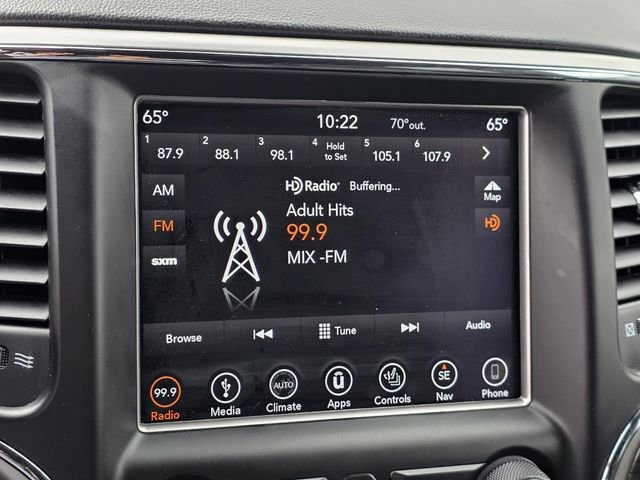 65° 10:22 70°out. 65°
1 87.9 2 88.1 3 98.1 4 Hold to Set 5 105.1 6 107.9
HD Radio Buffering...
AM Map
Adult Hits
FM 99.9 HD
sxm MIX -FM
Browse Tune Audio
99.9 AUTO SE
Radio Media Climate Apps Controls Nav Phone